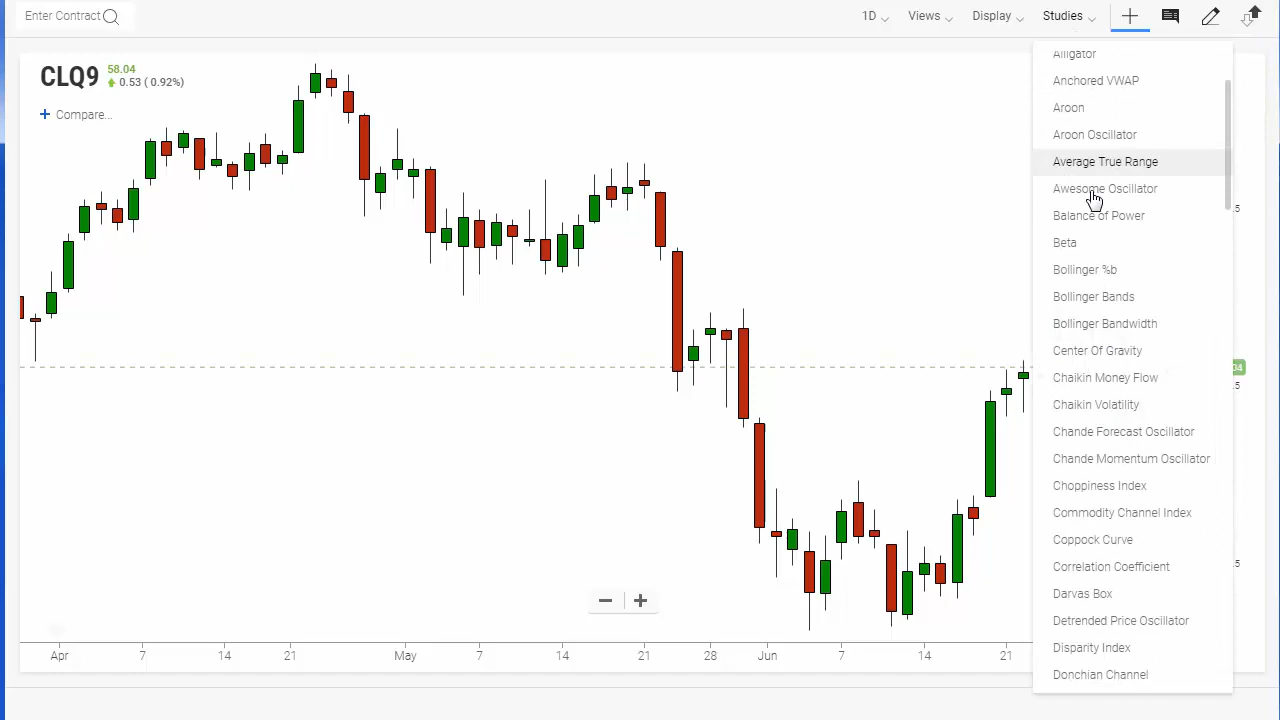 Enter Contract
1D Views Display Studies
CLQ9 58.04
0.53 ( 0.92%)
+ Compare...
Alligator
Anchored VWAP
Aroon
Aroon Oscillator
Average True Range
Awesome Oscillator
Balance of Power
Beta
Bollinger %b
Bollinger Bands
Bollinger Bandwidth
Center Of Gravity
Chaikin Money Flow
Chaikin Volatility
Chande Forecast Oscillator
Chande Momentum Oscillator
Choppiness Index
Commodity Channel Index
Coppock Curve
Correlation Coefficient
Darvas Box
Detrended Price Oscillator
Disparity Index
Donchian Channel
Apr 7 14 21 May 7 14 21 28 Jun 7 14 21